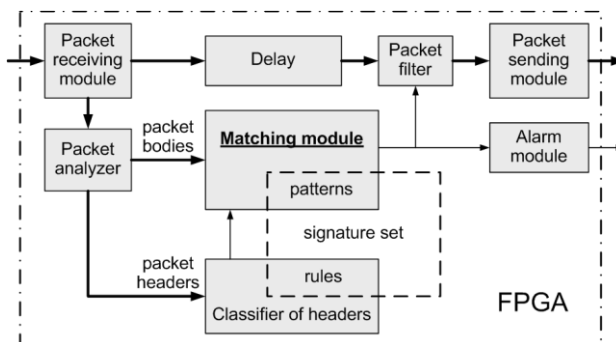 Packet
receiving
module
Delay
Packet
filter
Packet
sending
module
Packet
analyzer
packet
bodies
Matching module
patterns
Alarm
module
signature set
packet
headers
rules
Classifier of headers
FPGA